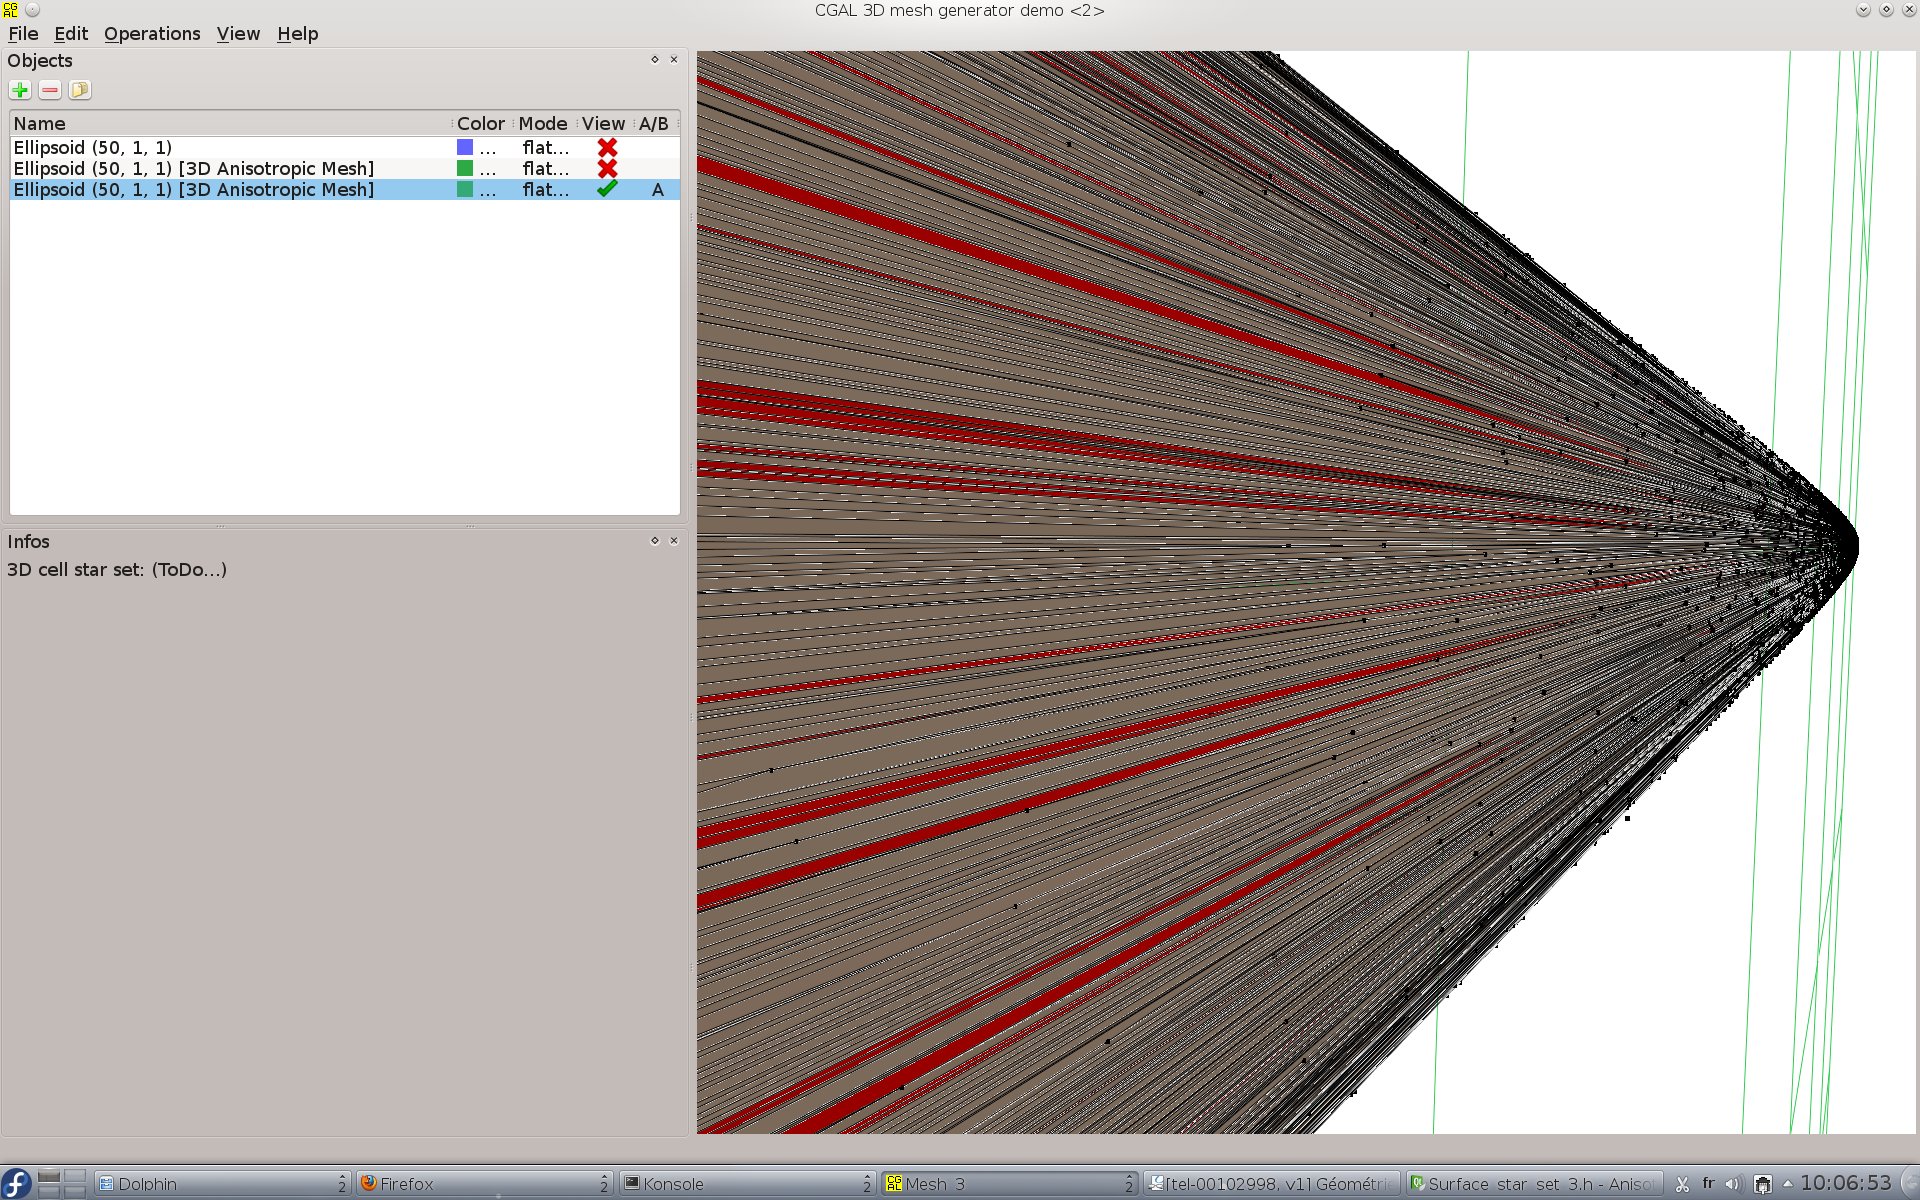 CGAL 3D mesh generator demo <2>
File Edit Operations View Help
Objects
Name Color Mode View A/B
Ellipsoid (50, 1, 1) ... flat...
Ellipsoid (50, 1, 1) [3D Anisotropic Mesh] ... flat...
Ellipsoid (50, 1, 1) [3D Anisotropic Mesh] ... flat... A
Infos
3D cell star set: (ToDo...)
Dolphin 2 Firefox 2 Konsole 2 CGAL Mesh_3 2 [tel-00102998, v1] Géométrie Surface_star_set_3.h - Anisot fr 10:06:53